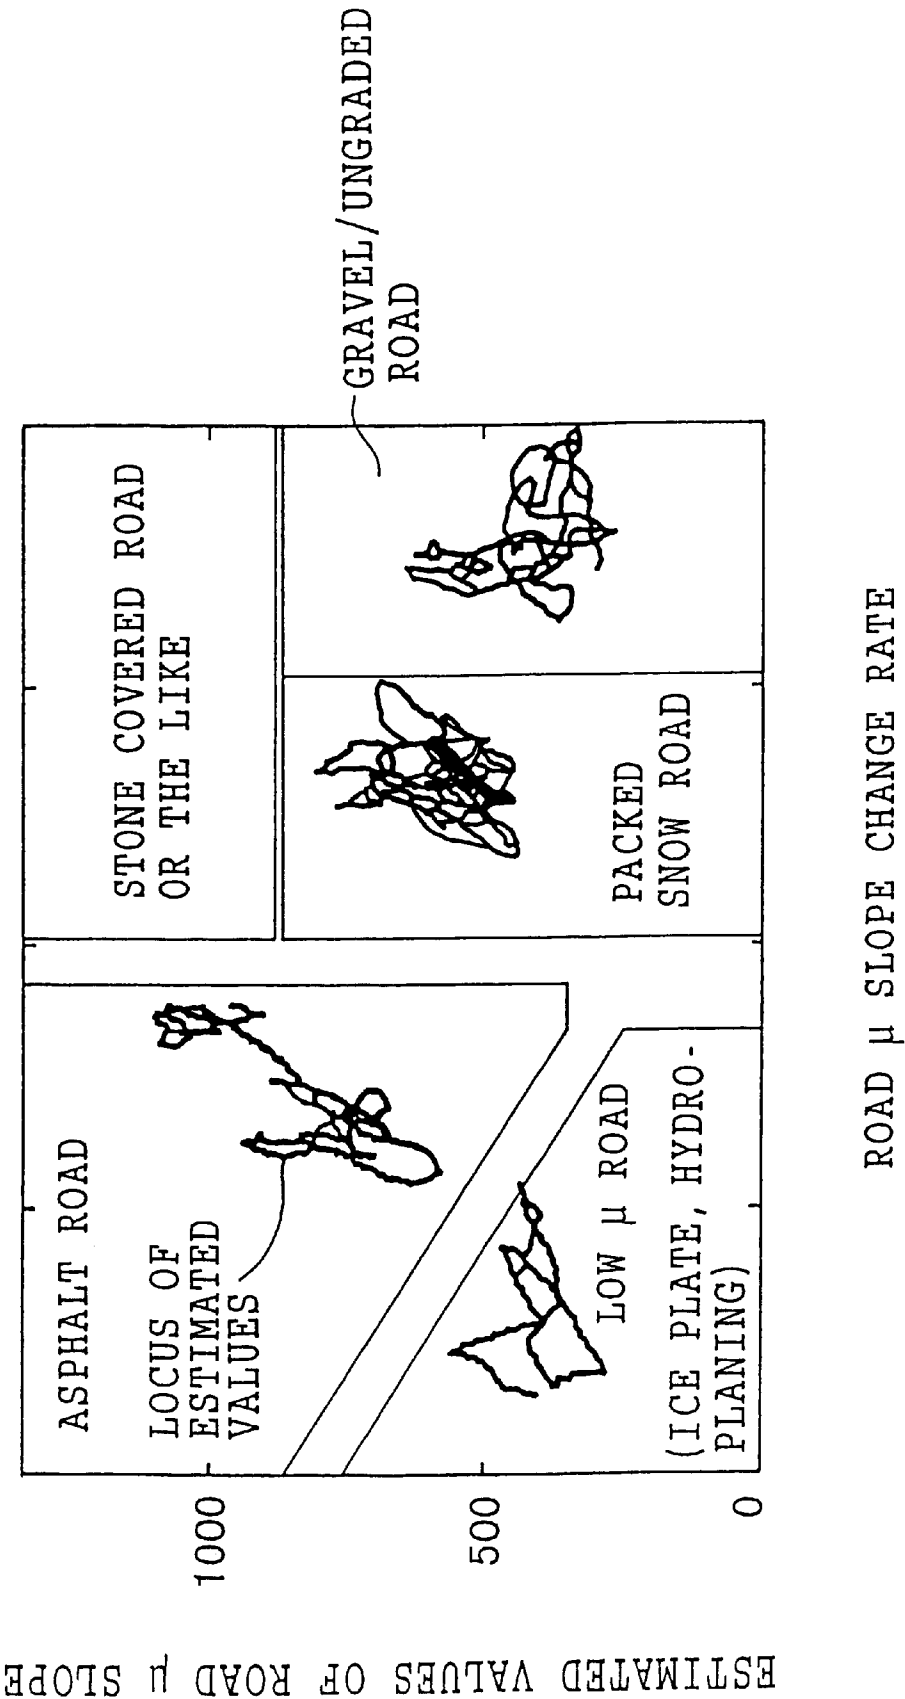 ASPHALT ROAD
LOCUS OF
ESTIMATED
VALUES
STONE COVERED ROAD
OR THE LIKE
GRAVEL/UNGRADED
ROAD
PACKED
SNOW ROAD
LOW μ ROAD
(ICE PLATE, HYDRO-
PLANING)
1000
500
0
ESTIMATED VALUES OF ROAD μ SLOPE
ROAD μ SLOPE CHANGE RATE